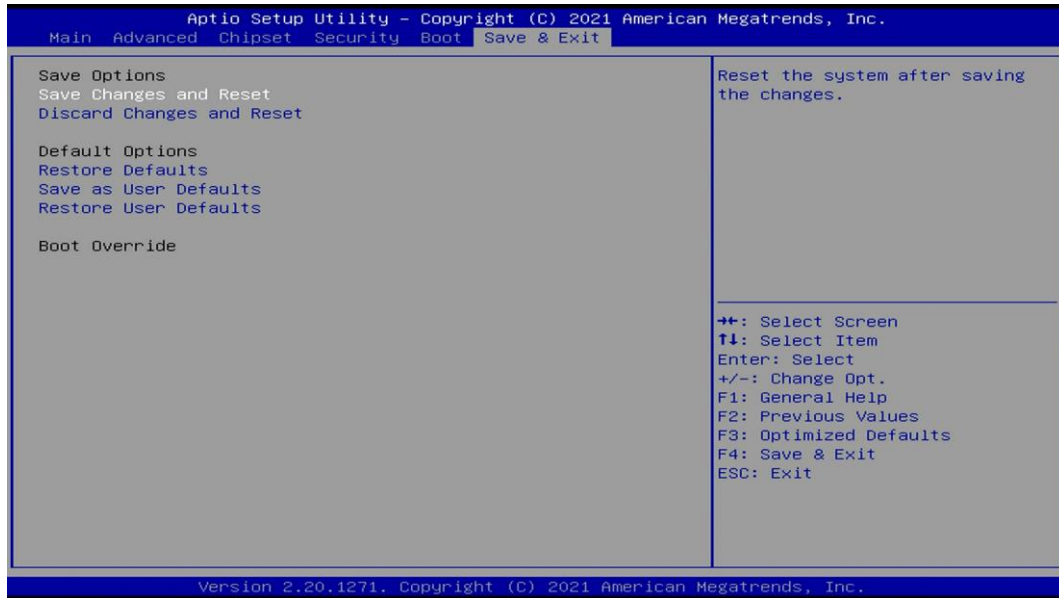 Aptio Setup Utility – Copyright (C) 2021 American Megatrends, Inc.
Main Advanced Chipset Security Boot Save & Exit
Save Options
Save Changes and Reset
Discard Changes and Reset
Default Options
Restore Defaults
Save as User Defaults
Restore User Defaults
Boot Override
Reset the system after saving
the changes.
→←: Select Screen
↑↓: Select Item
Enter: Select
+/-: Change Opt.
F1: General Help
F2: Previous Values
F3: Optimized Defaults
F4: Save & Exit
ESC: Exit
Version 2.20.1271. Copyright (C) 2021 American Megatrends, Inc.